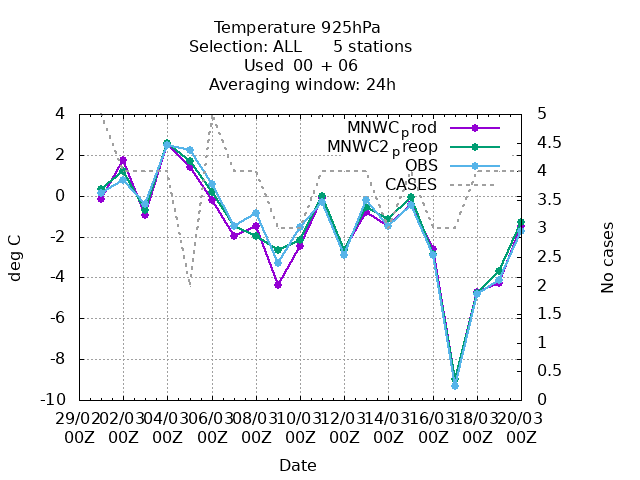 Temperature 925hPa
Selection: ALL 5 stations
Used 00 + 06
Averaging window: 24h
MNWCprod
MNWC2preop
OBS
CASES
4
2
0
-2
-4
-6
-8
-10
deg C
5
4.5
4
3.5
3
2.5
2
1.5
1
0.5
0
No cases
29/02 02/03 04/03 06/03 08/03 10/03 12/03 14/03 16/03 18/03 20/03
00Z 00Z 00Z 00Z 00Z 00Z 00Z 00Z 00Z 00Z 00Z
Date